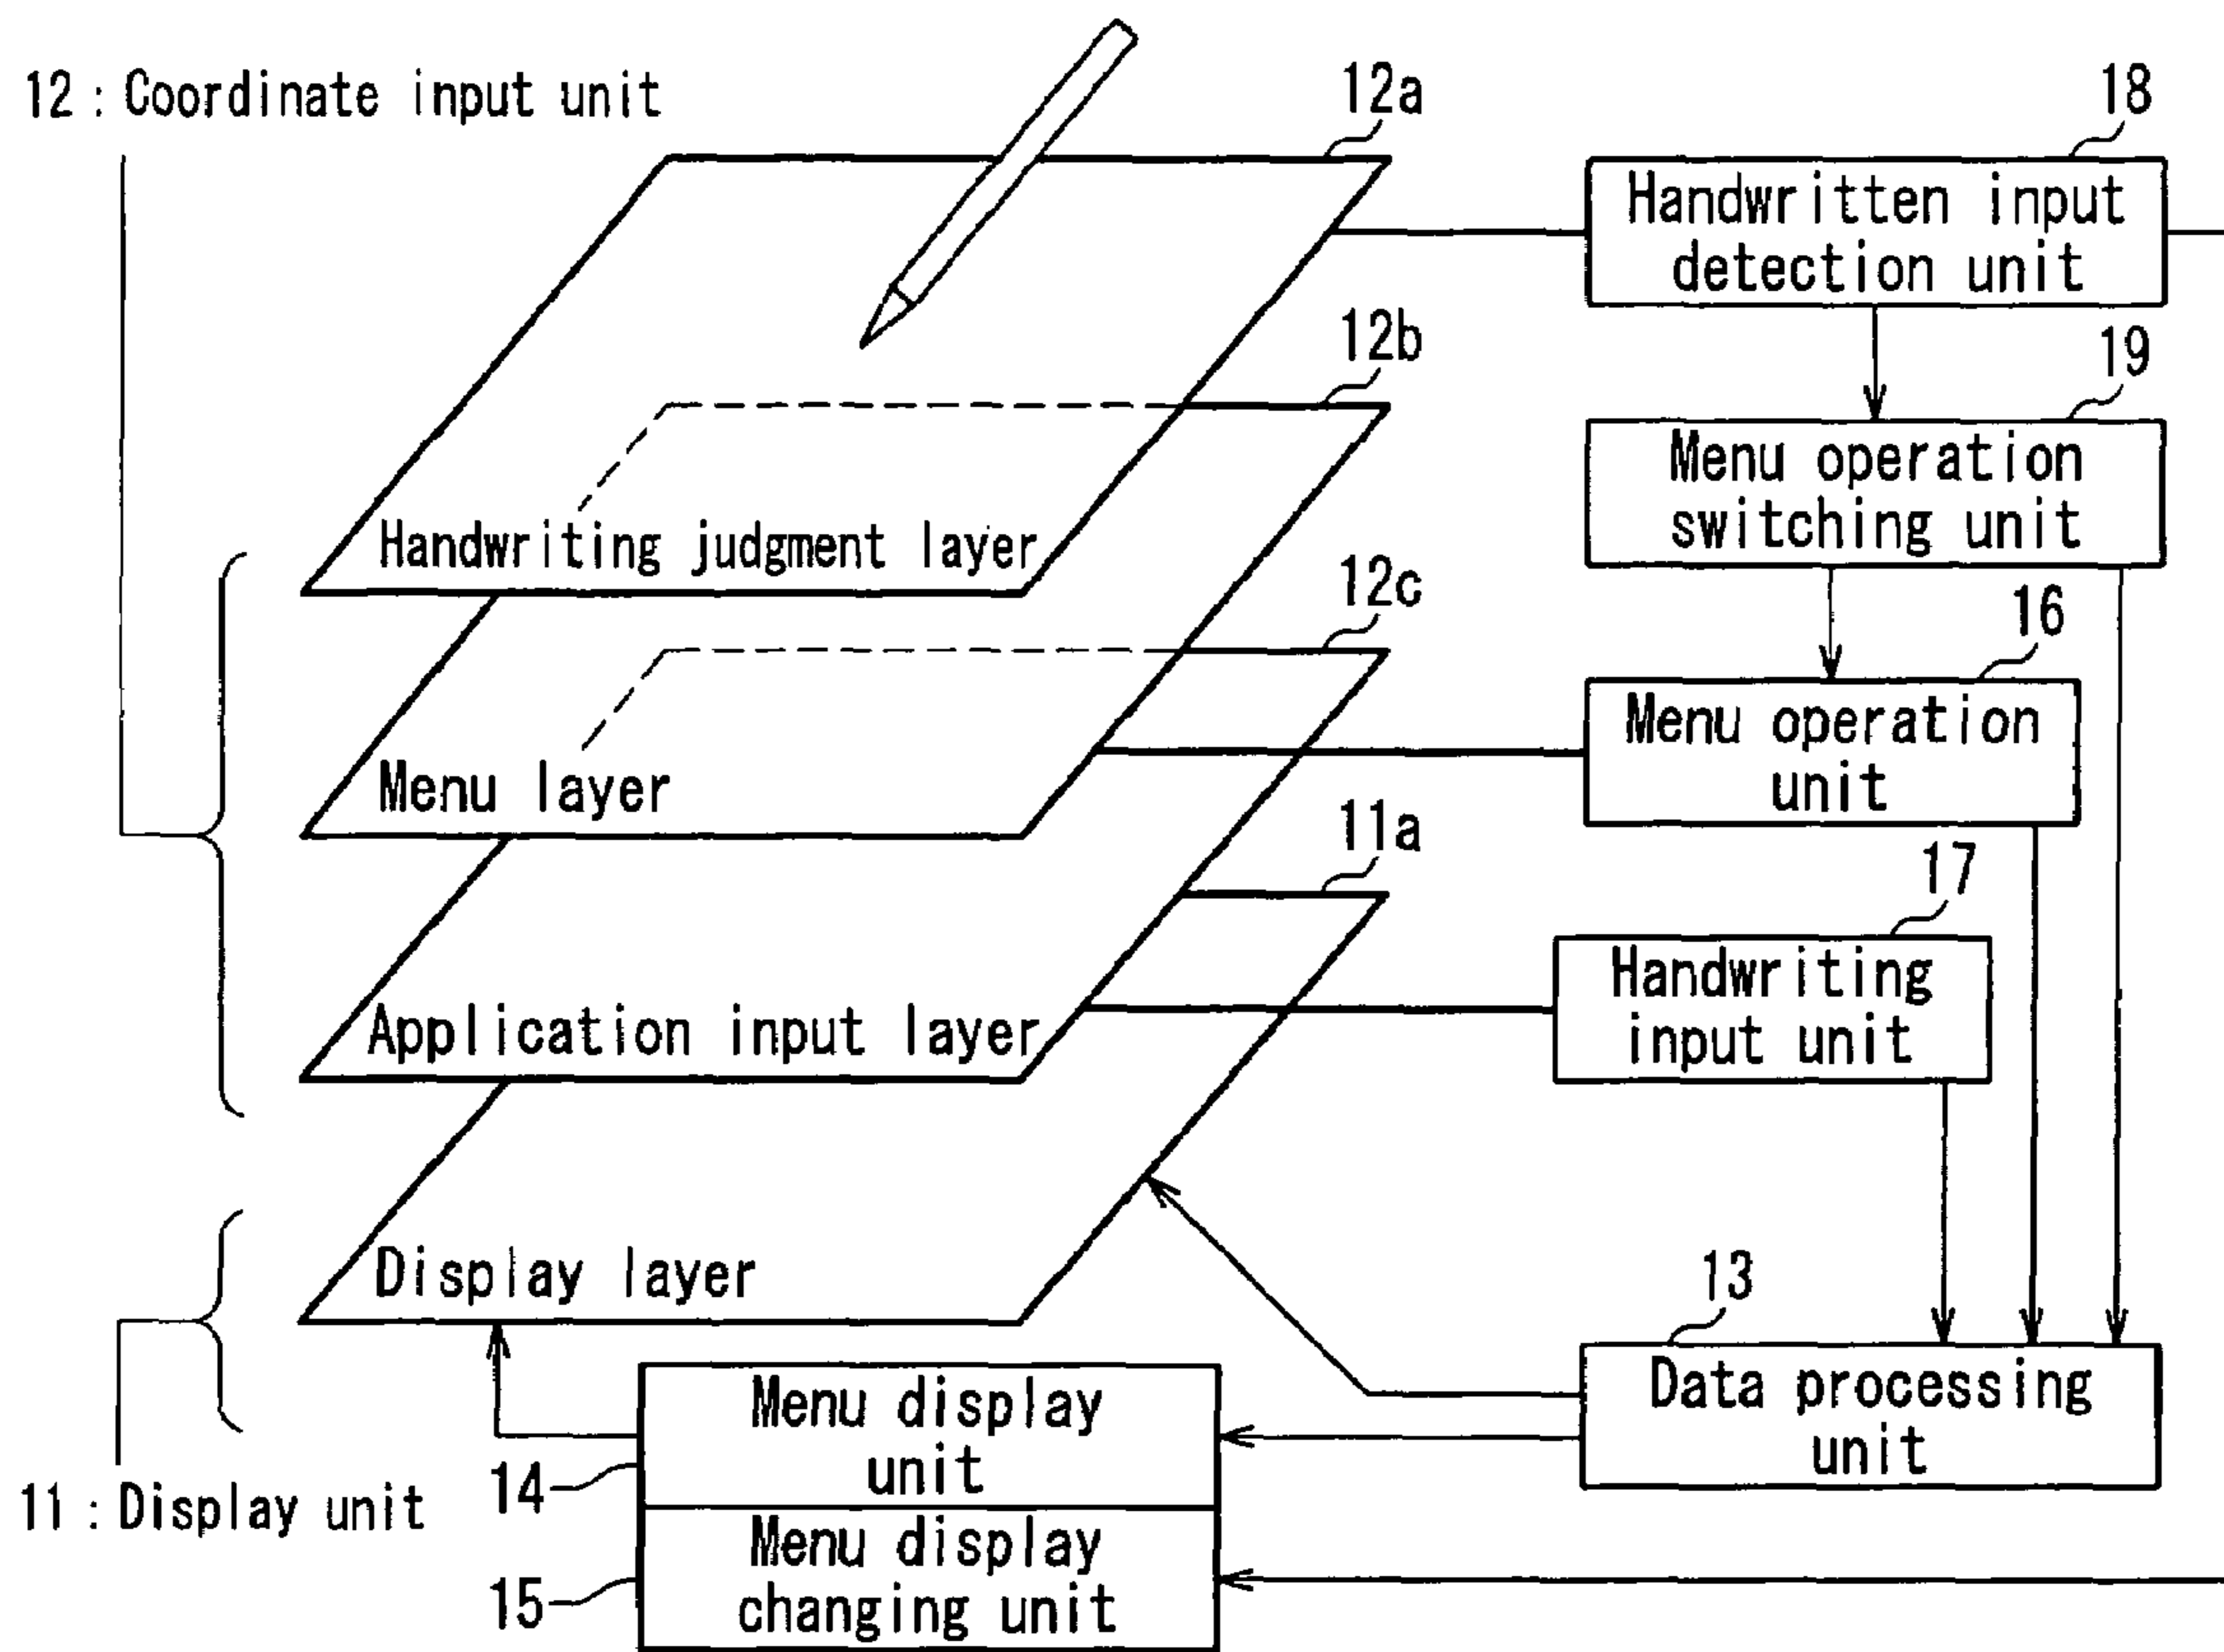 12 : Coordinate input unit
12a
18
Handwritten input
detection unit
12b
19
Menu operation
switching unit
Handwriting judgment layer
12c
16
Menu operation
unit
Menu layer
11a
17
Handwriting
input unit
Application input layer
13
Data processing
unit
Display layer
Menu display
unit
14
11 : Display unit
Menu display
changing unit
15